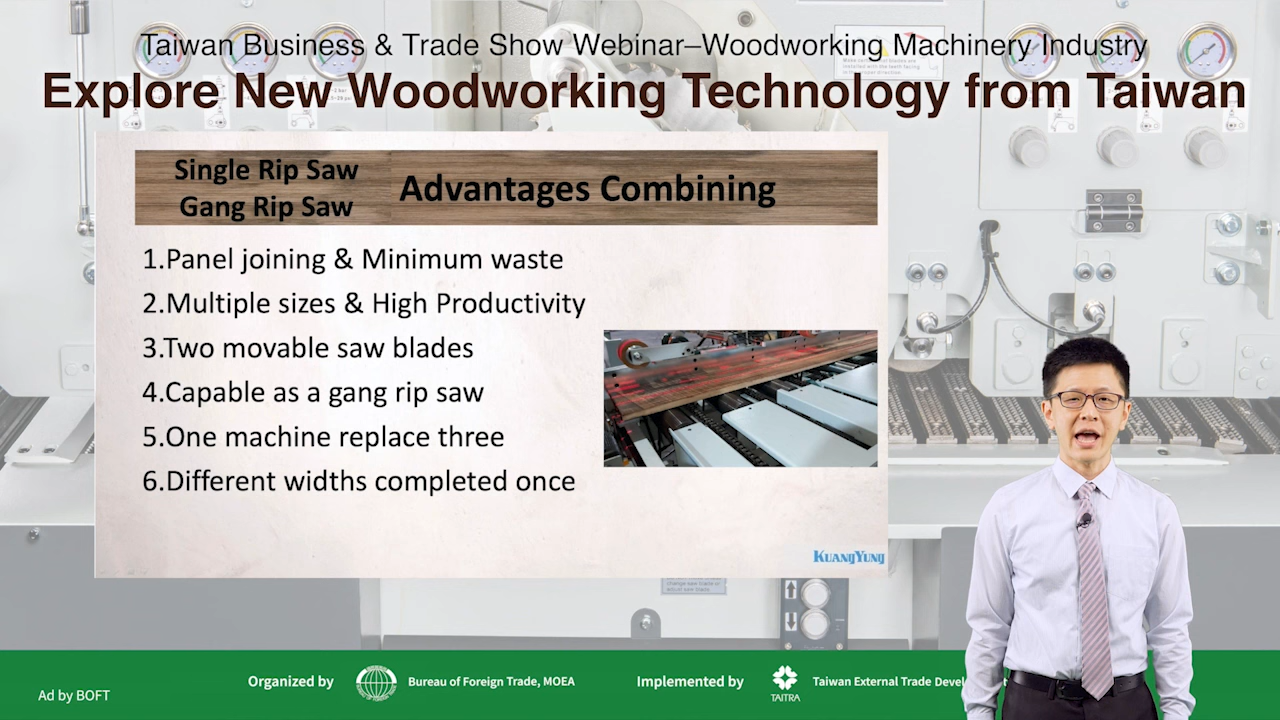 Taiwan Business & Trade Show Webinar–Woodworking Machinery Industry
Explore New Woodworking Technology from Taiwan
Single Rip Saw
Gang Rip Saw
Advantages Combining
1.Panel joining & Minimum waste
2.Multiple sizes & High Productivity
3.Two movable saw blades
4.Capable as a gang rip saw
5.One machine replace three
6.Different widths completed once
KUANGYUNG
Ad by BOFT
Organized by
Bureau of Foreign Trade, MOEA
Implemented by
TAITRA
Taiwan External Trade Devel